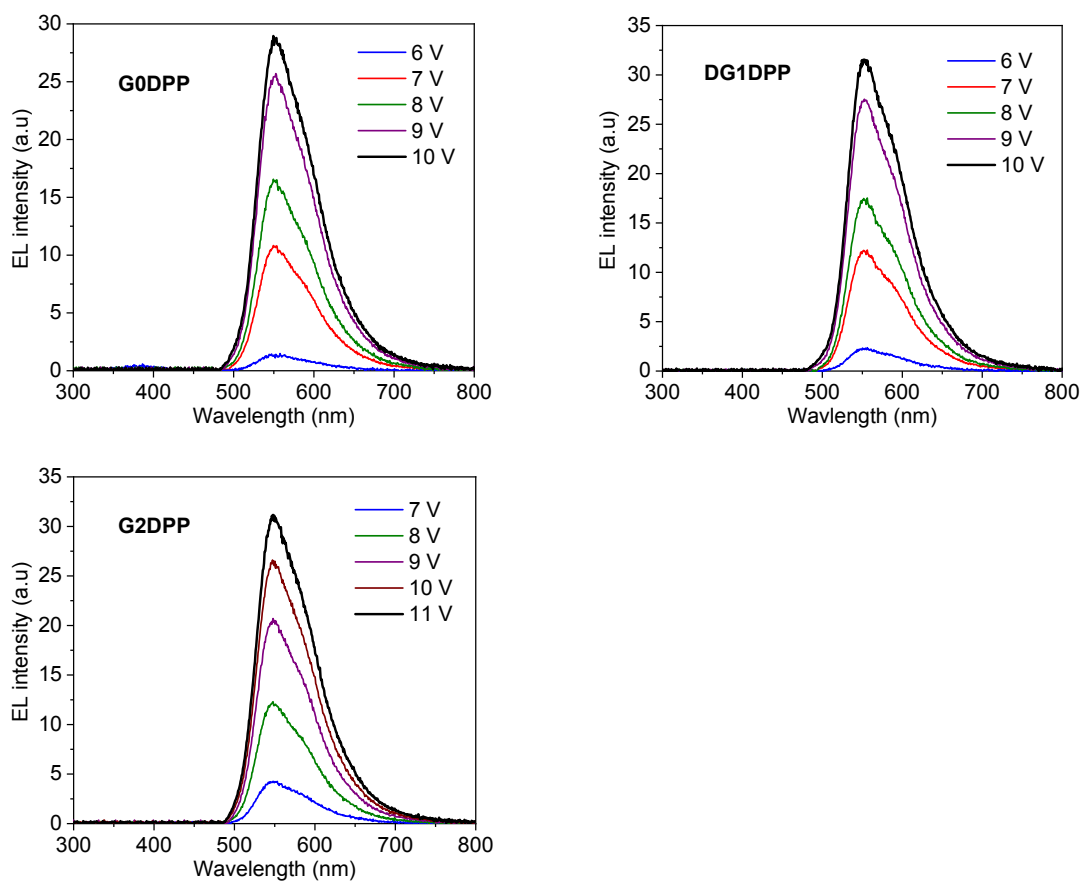 G0DPP
6 V
7 V
8 V
9 V
10 V
EL intensity (a.u)
30
25
20
15
10
5
0
300 400 500 600 700 800
Wavelength (nm)
DG1DPP
6 V
7 V
8 V
9 V
10 V
EL intensity (a.u)
35
30
25
20
15
10
5
0
300 400 500 600 700 800
Wavelength (nm)
G2DPP
7 V
8 V
9 V
10 V
11 V
EL intensity (a.u)
35
30
25
20
15
10
5
0
300 400 500 600 700 800
Wavelength (nm)